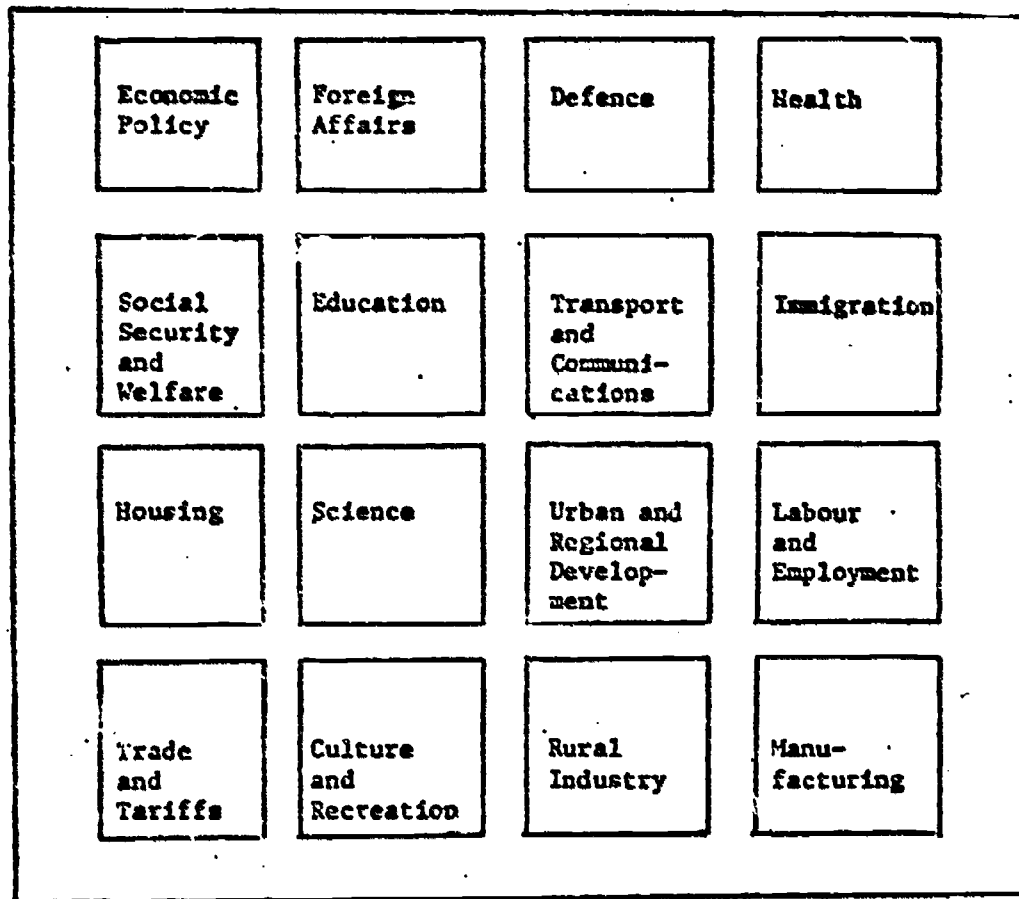 Economic
Policy
Foreign
Affairs
Defence
Health
Social
Security
and
Welfare
Education
Transport
and
Communi-
cations
Immigration
Housing
Science
Urban and
Regional
Develop-
ment
Labour
and
Employment
Trade
and
Tariffs
Culture
and
Recreation
Rural
Industry
Manu-
facturing